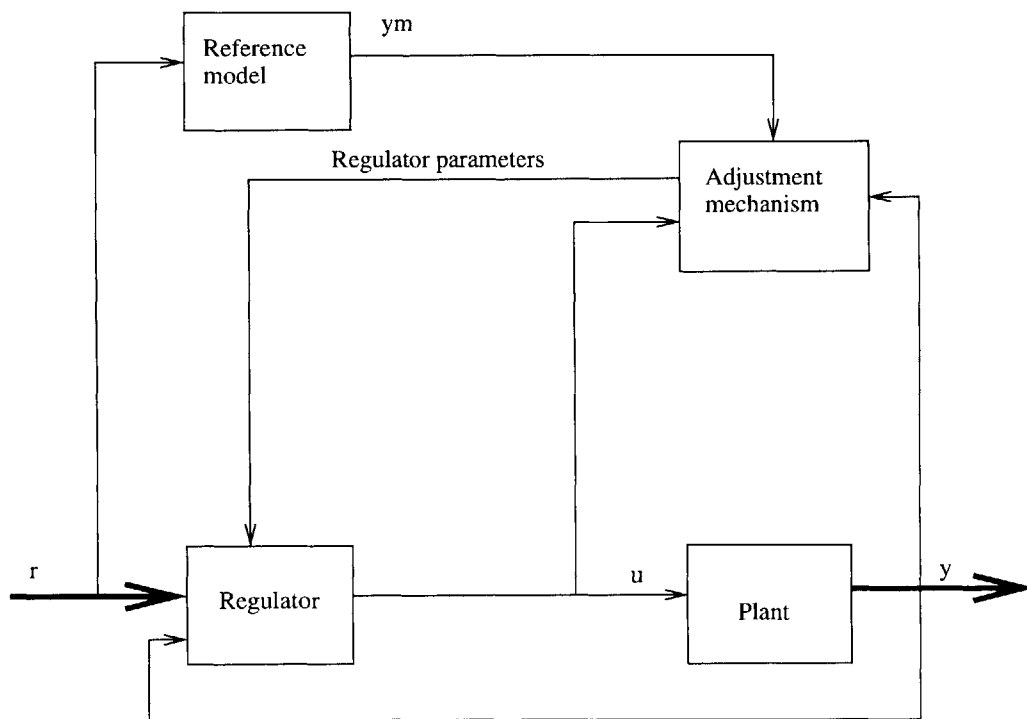 ym
Reference
model
Regulator parameters
Adjustment
mechanism
r
Regulator
u
Plant
y